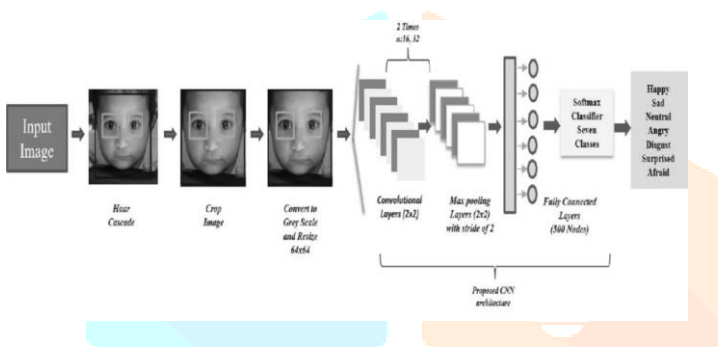 2 Times
n:16, 32
Input
Image
Haar
Cascade
Crop
Image
Convert to
Grey Scale
and Resize
64x64
Convolutional
Layers (2x2)
Max pooling
Layers (2x2)
with stride of 2
Fully Connected
Layers
(500 Nodes)
Softmax
Classifier
Seven
Classes
Happy
Sad
Neutral
Angry
Disgust
Surprised
Afraid
Proposed CNN
architecture